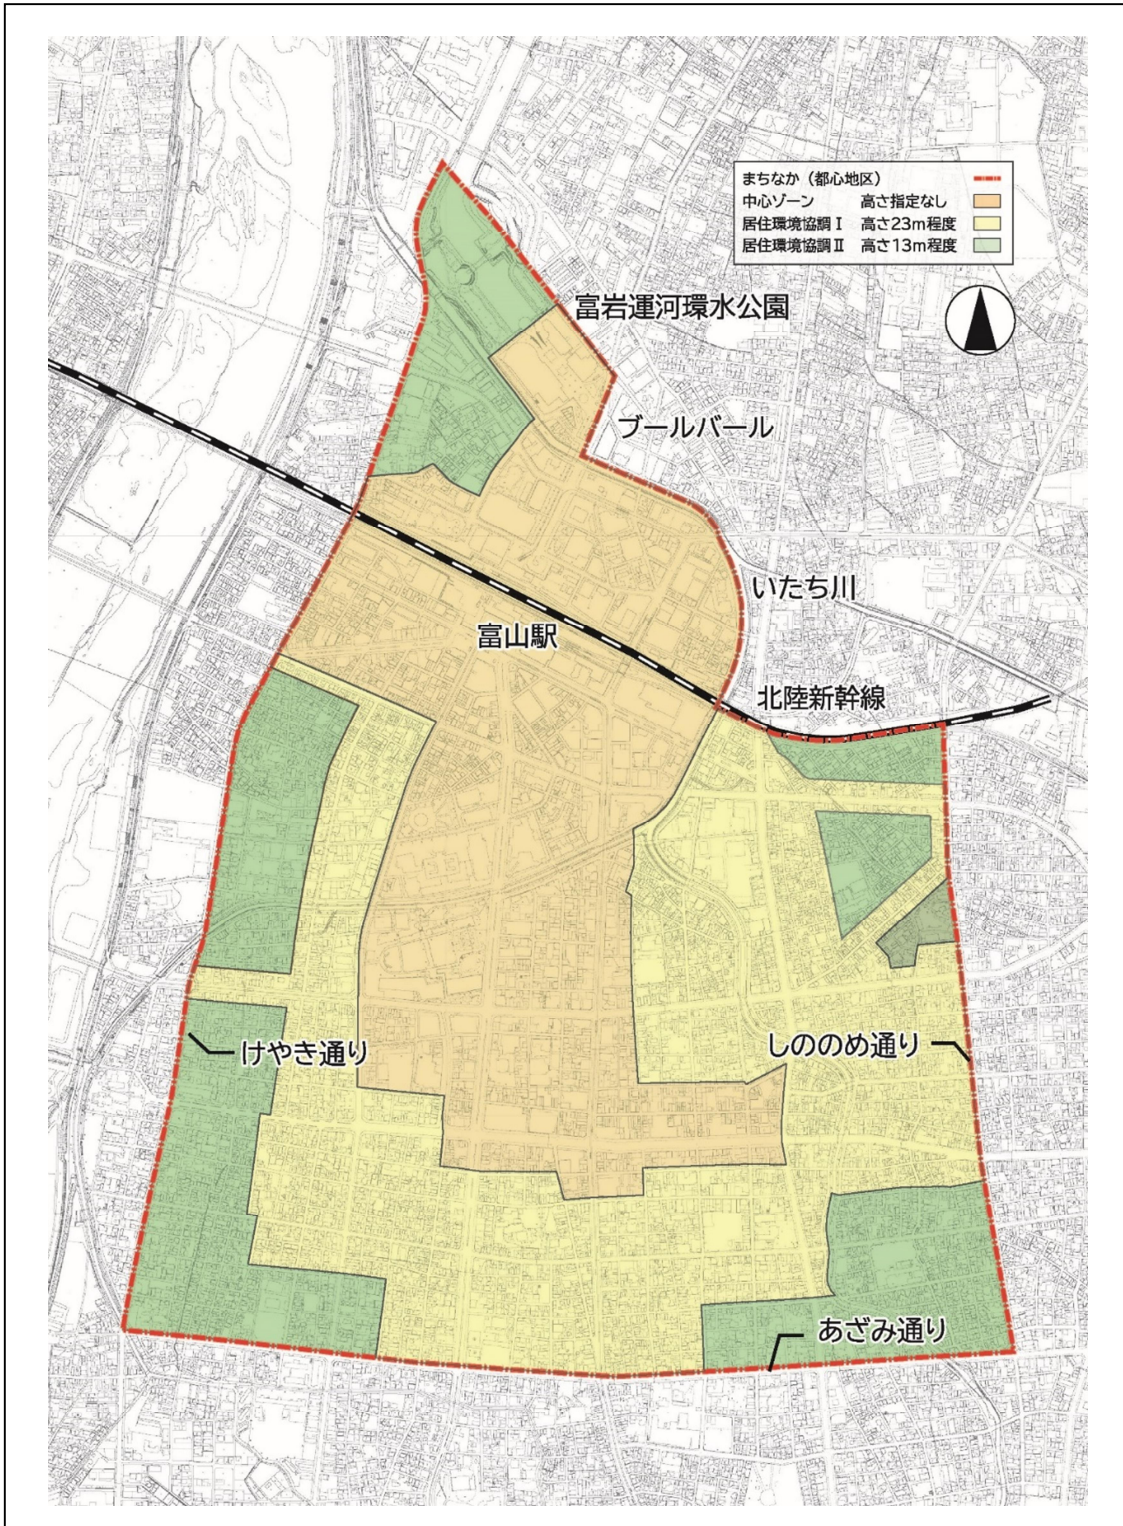 まちなか（都心地区）
中心ゾーン　高さ指定なし
居住環境協調Ⅰ　高さ23m程度
居住環境協調Ⅱ　高さ13m程度
富岩運河環水公園
ブールバール
いたち川
富山駅
北陸新幹線
けやき通り
しののめ通り
あざみ通り